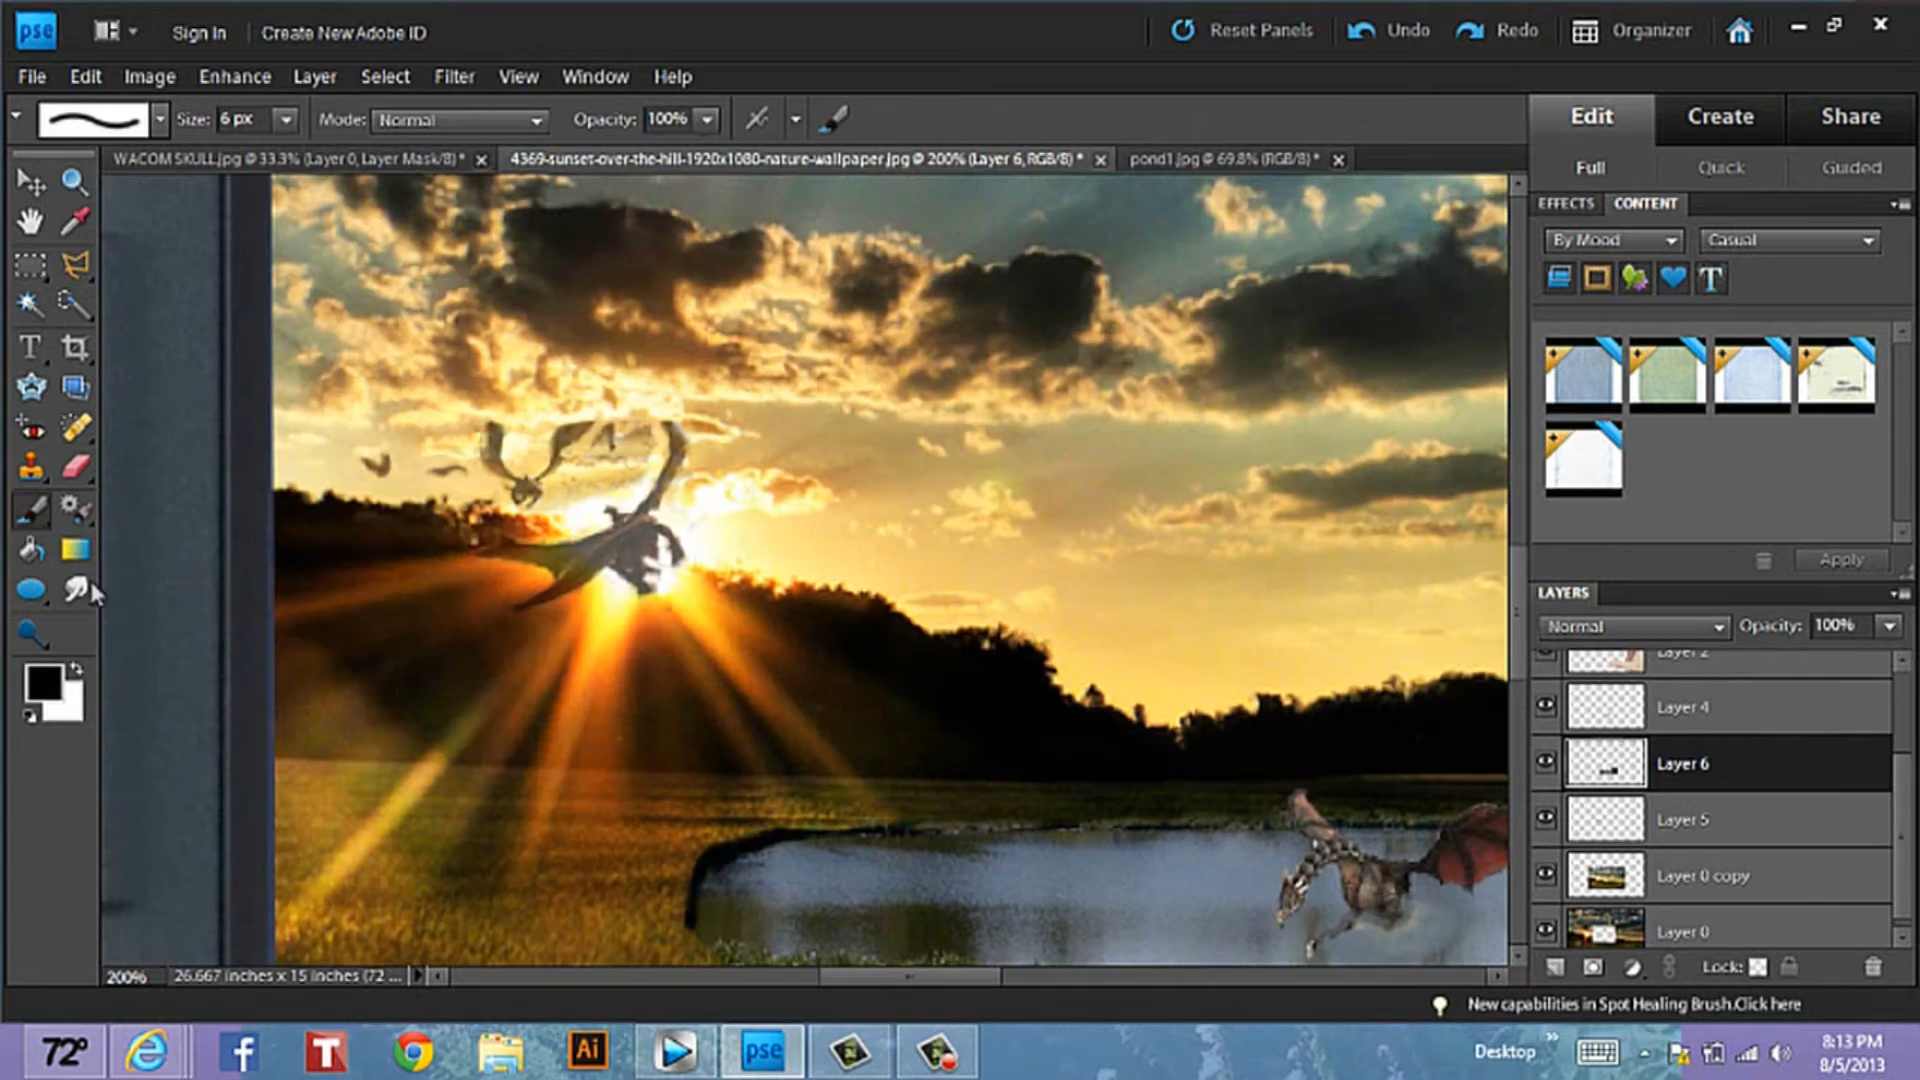 pse Sign In Create New Adobe ID Reset Panels Undo Redo Organizer
File Edit Image Enhance Layer Select Filter View Window Help
Size: 6 px Mode: Normal Opacity: 100% Edit Create Share
WACOM SKULL.jpg @ 33.3% (Layer 0, Layer Mask/8) * 4369-sunset-over-the-hill-1920x1080-nature-wallpaper.jpg @ 200% (Layer 6, RGB/8) * pond1.jpg @ 69.8% (RGB/8) *
Full Quick Guided
EFFECTS CONTENT
By Mood Casual
T
T
Apply
LAYERS
Normal Opacity: 100%
Layer 2
Layer 4
Layer 6
Layer 5
Layer 0 copy
Layer 0
200% 26.667 inches x 15 inches (72 ... Lock:
New capabilities in Spot Healing Brush.Click here
72° f T Ai pse Desktop 8:13 PM
8/5/2013